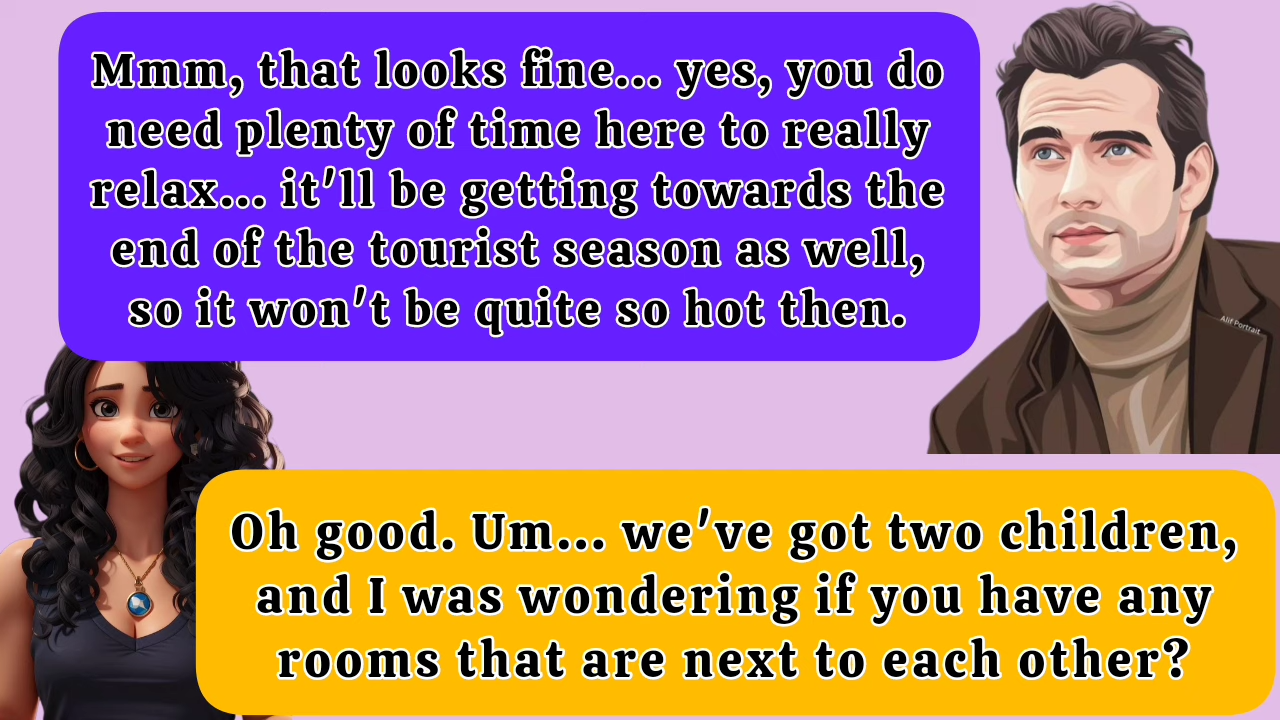 Mmm, that looks fine... yes, you do
need plenty of time here to really
relax... it'll be getting towards the
end of the tourist season as well,
so it won't be quite so hot then.
Alif Portrait
Oh good. Um... we've got two children,
and I was wondering if you have any
rooms that are next to each other?